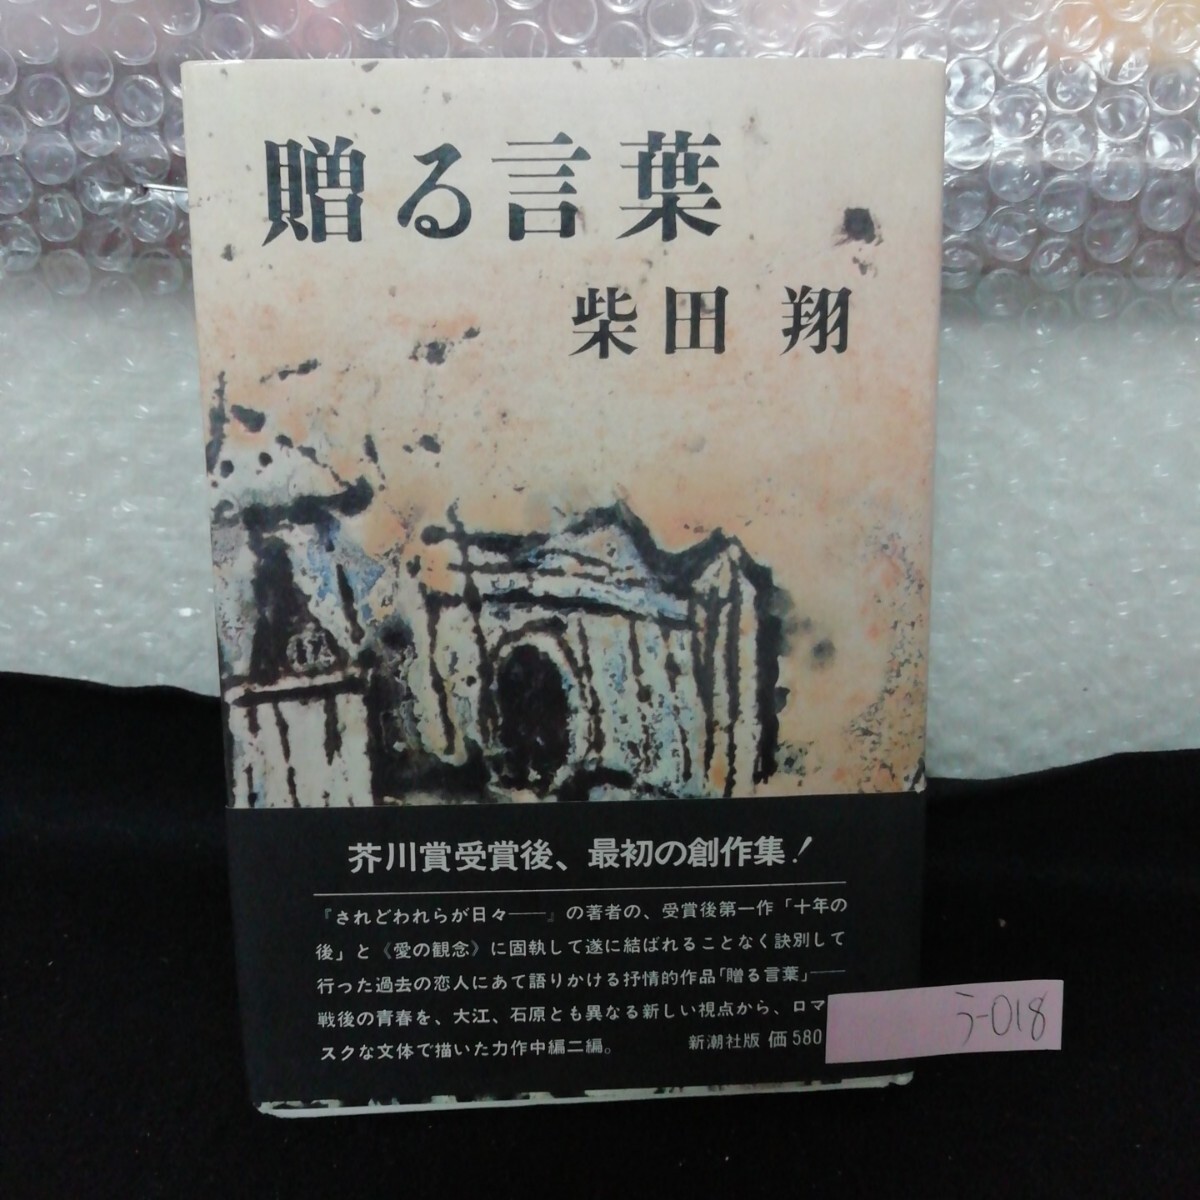 贈る言葉
柴田 翔
芥川賞受賞後、最初の創作集!
『されどわれらが日々――』の著者の、受賞後第一作「十年の
後」と《愛の観念》に固執して遂に結ばれることなく訣別して
行った過去の恋人にあて語りかける抒情的作品「贈る言葉」――
戦後の青春を、大江、石原とも異なる新しい視点から、ロマ
スクな文体で描いた力作中編二編。
新潮社版 価580
う-018